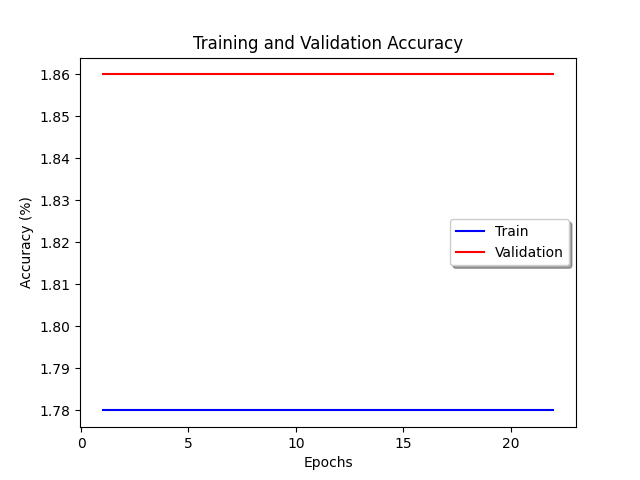 Training and Validation Accuracy
Accuracy (%)
1.86
1.85
1.84
1.83
1.82
1.81
1.80
1.79
1.78
Train
Validation
0 5 10 15 20
Epochs